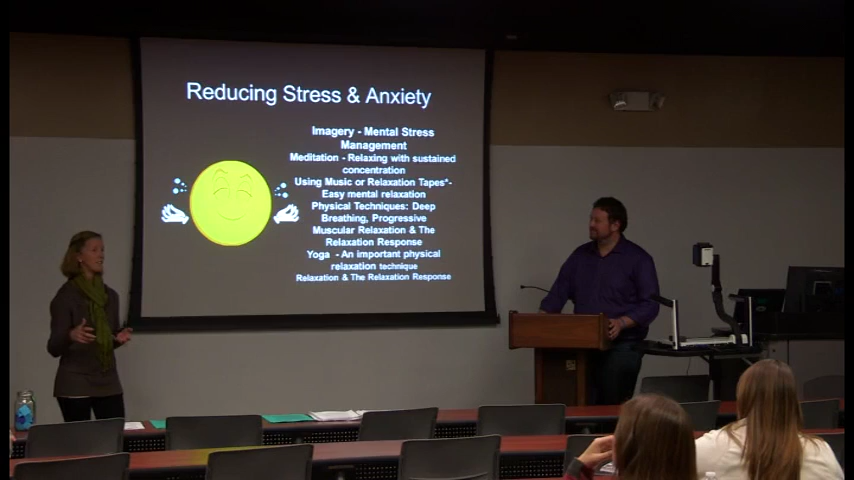 Reducing Stress & Anxiety
Imagery - Mental Stress
Management
Meditation - Relaxing with sustained
concentration
Using Music or Relaxation Tapes*-
Easy mental relaxation
Physical Techniques: Deep
Breathing, Progressive
Muscular Relaxation & The
Relaxation Response
Yoga - An important physical
relaxation technique
Relaxation & The Relaxation Response